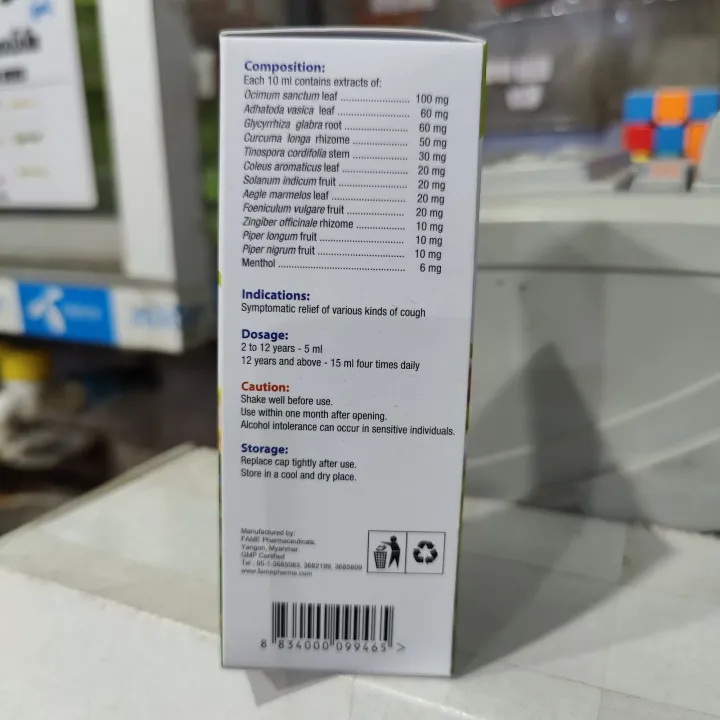 Composition:
Each 10 ml contains extracts of:
Ocimum sanctum leaf ........................ 100 mg
Adhatoda vasica leaf ........................ 60 mg
Glycyrrhiza glabra root ........................ 60 mg
Curcuma longa rhizome ........................ 50 mg
Tinospora cordifolia stem ........................ 30 mg
Coleus aromaticus leaf ........................ 20 mg
Solanum indicum fruit ........................ 20 mg
Aegle marmelos leaf ........................ 20 mg
Foeniculum vulgare fruit ........................ 20 mg
Zingiber officinale rhizome ........................ 10 mg
Piper longum fruit ........................ 10 mg
Piper nigrum fruit ........................ 10 mg
Menthol ........................ 6 mg
Indications:
Symptomatic relief of various kinds of cough
Dosage:
2 to 12 years - 5 ml
12 years and above - 15 ml four times daily
Caution:
Shake well before use.
Use within one month after opening.
Alcohol intolerance can occur in sensitive individuals.
Storage:
Replace cap tightly after use.
Store in a cool and dry place.
Manufactured by:
FAME Pharmaceuticals.
Yangon, Myanmar
GMP Certified
Tel : 95-1-3685083, 3682199, 3685809
www.famepharma.com
8 834000 099465 >